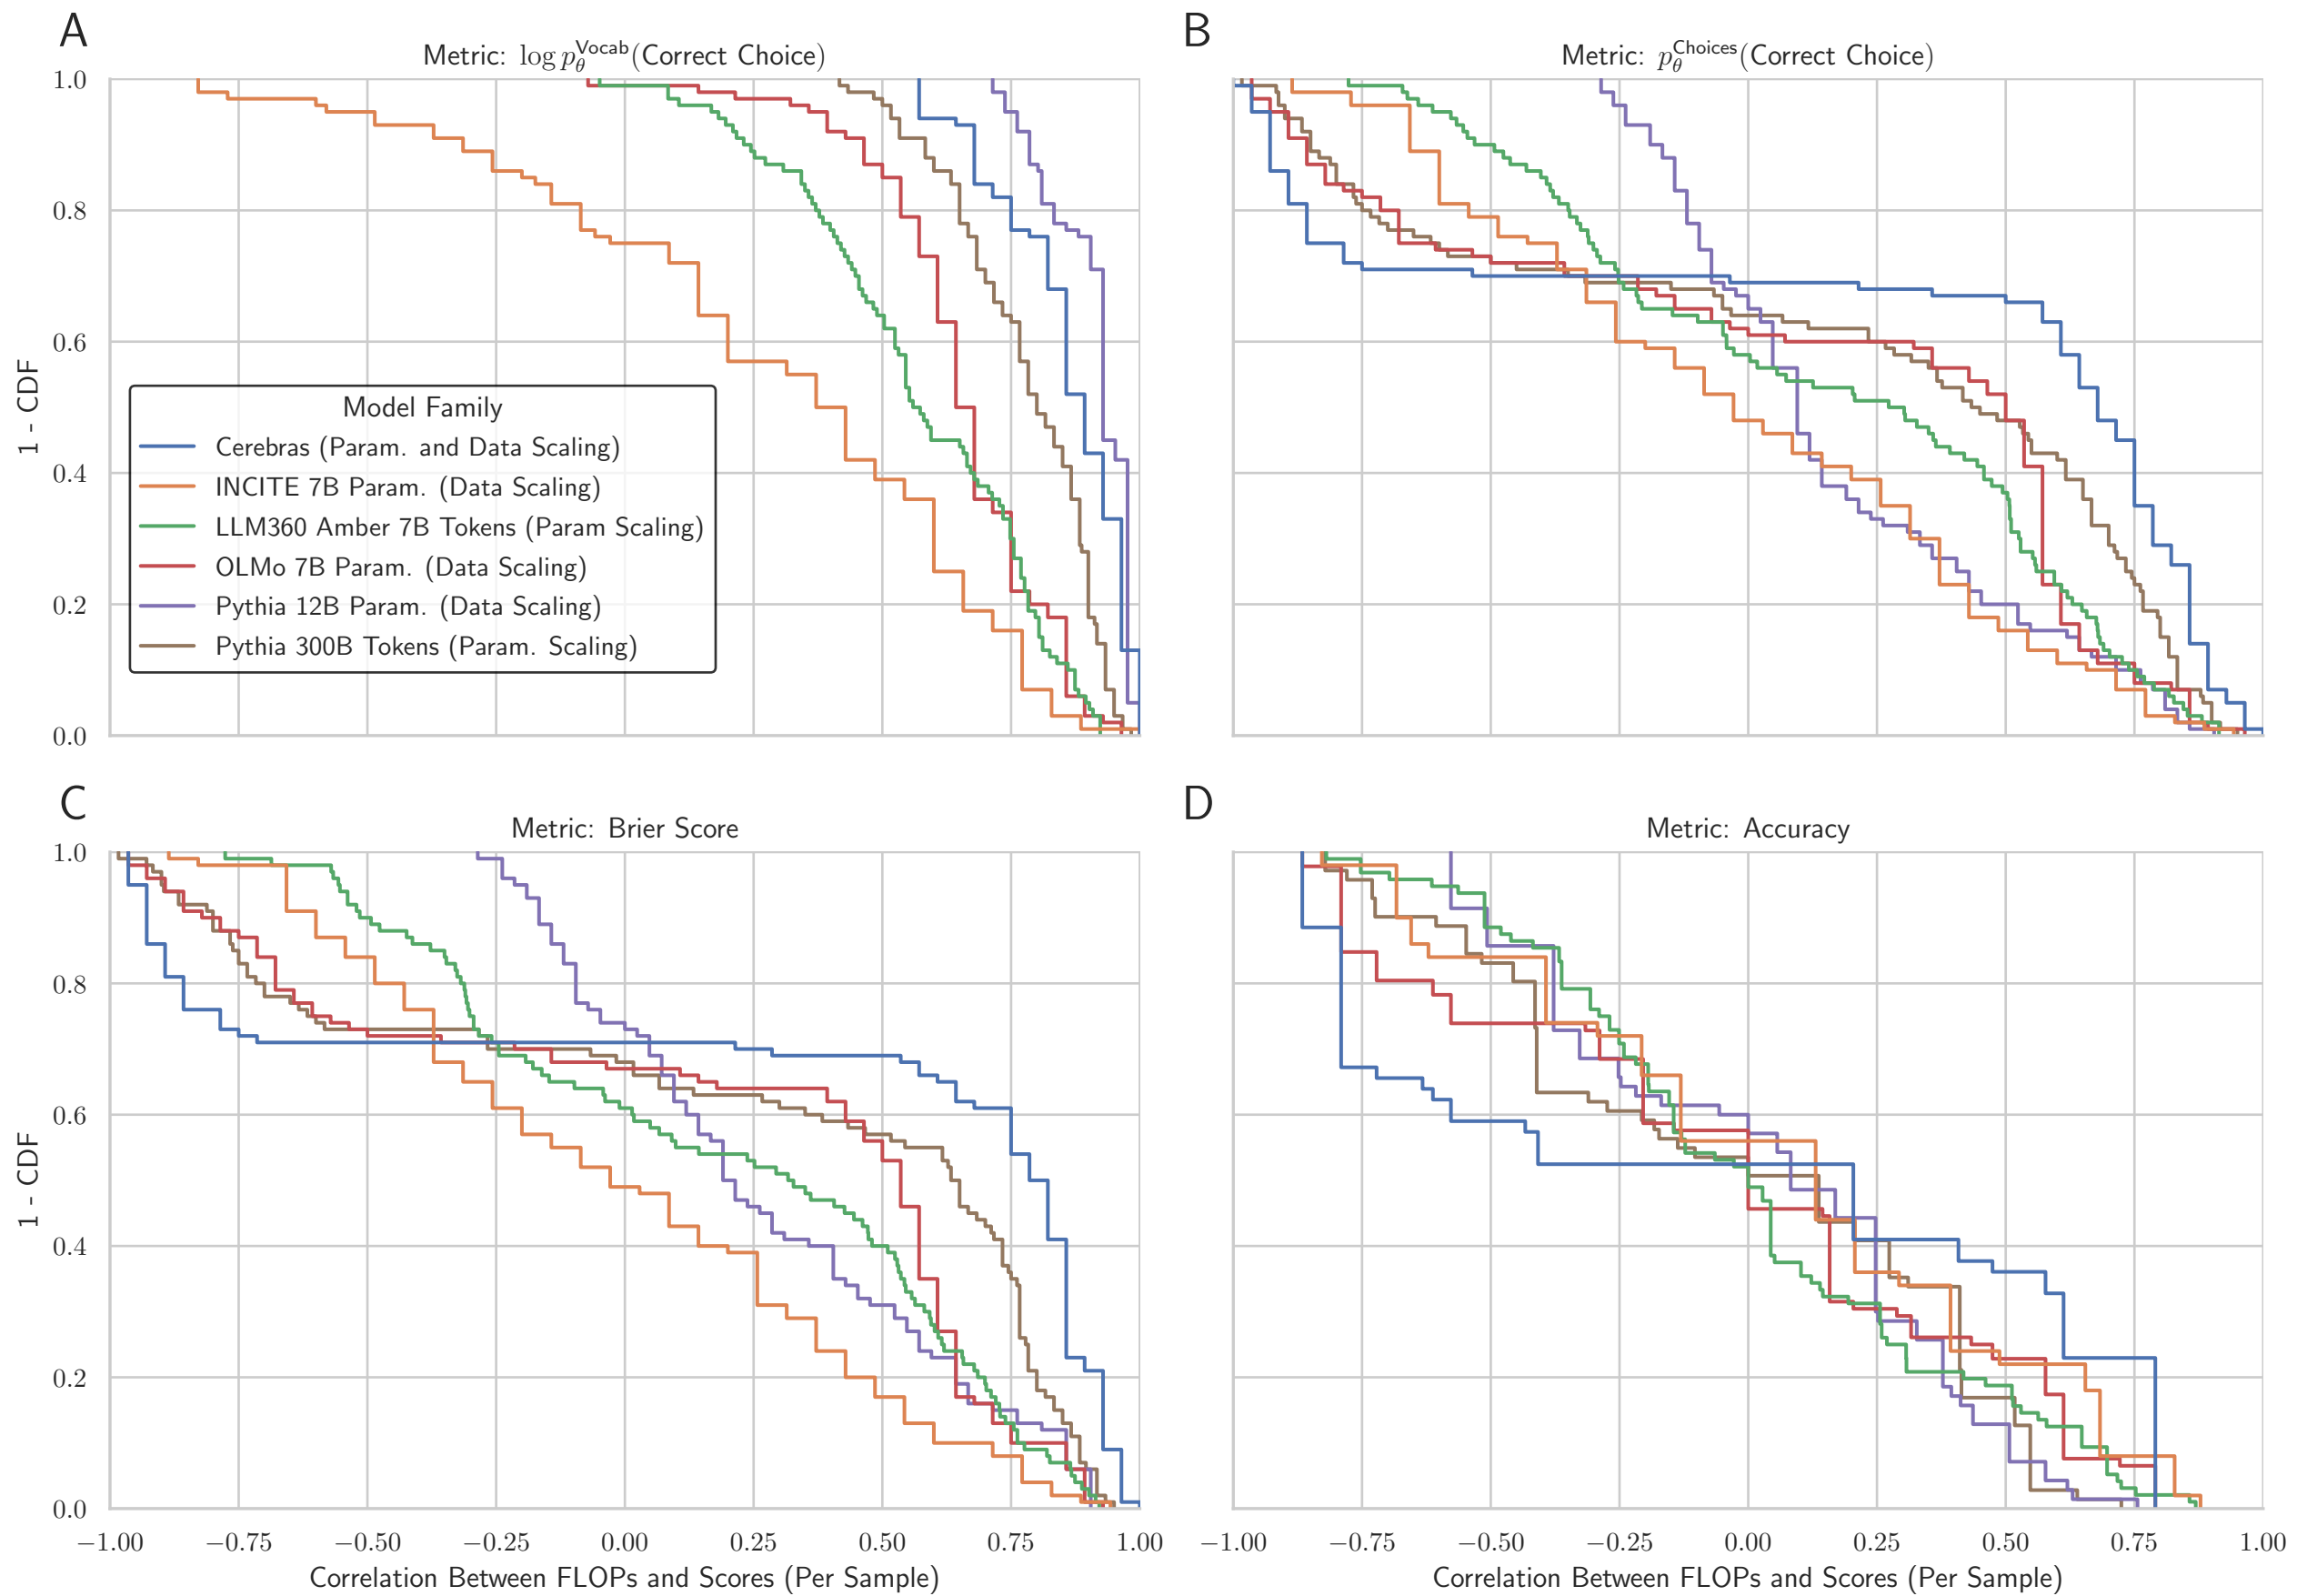 A
Metric: log p_θ^Vocab(Correct Choice)
B
Metric: p_θ^Choices(Correct Choice)
1.0
0.8
0.6
0.4
0.2
0.0
1 - CDF
Model Family
Cerebras (Param. and Data Scaling)
INCITE 7B Param. (Data Scaling)
LLM360 Amber 7B Tokens (Param Scaling)
OLMo 7B Param. (Data Scaling)
Pythia 12B Param. (Data Scaling)
Pythia 300B Tokens (Param. Scaling)
C
Metric: Brier Score
D
Metric: Accuracy
1.0
0.8
0.6
0.4
0.2
0.0
1 - CDF
−1.00 −0.75 −0.50 −0.25 0.00 0.25 0.50 0.75 1.00
Correlation Between FLOPs and Scores (Per Sample)
−1.00 −0.75 −0.50 −0.25 0.00 0.25 0.50 0.75 1.00
Correlation Between FLOPs and Scores (Per Sample)